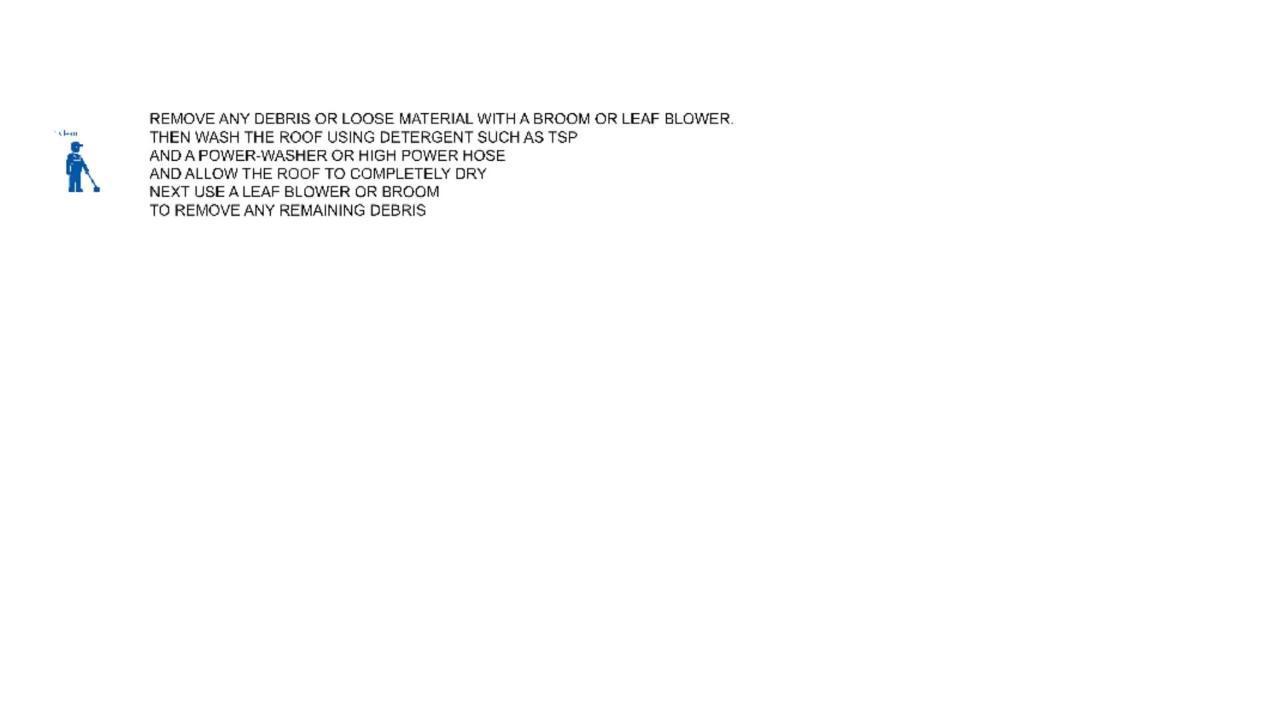 Clean
REMOVE ANY DEBRIS OR LOOSE MATERIAL WITH A BROOM OR LEAF BLOWER.
THEN WASH THE ROOF USING DETERGENT SUCH AS TSP
AND A POWER-WASHER OR HIGH POWER HOSE
AND ALLOW THE ROOF TO COMPLETELY DRY
NEXT USE A LEAF BLOWER OR BROOM
TO REMOVE ANY REMAINING DEBRIS